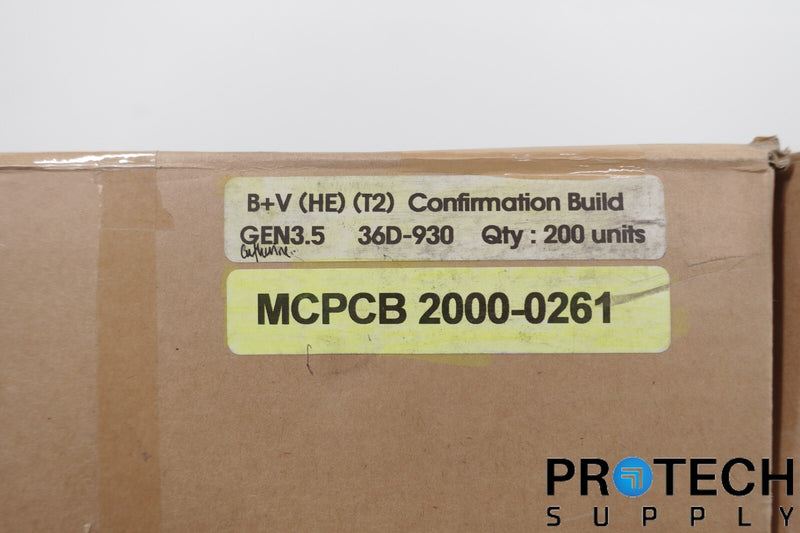 B+V (HE) (T2) Confirmation Build
GEN3.5 36D-930 Qty : 200 units
MCPCB 2000-0261
PROTECH
SUPPLY